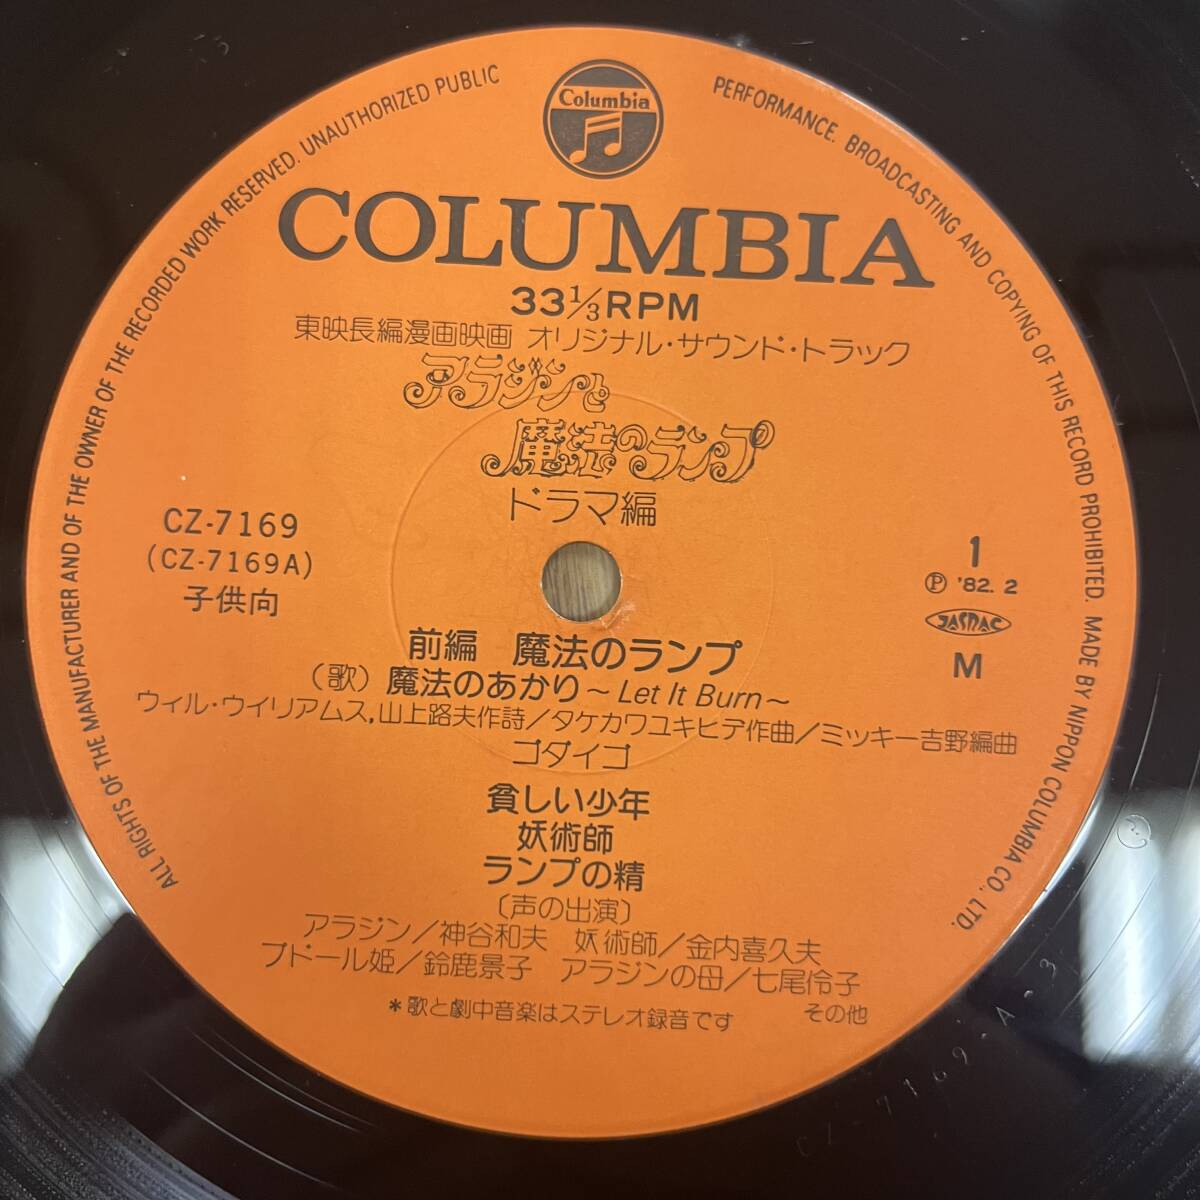 ALL RIGHTS OF THE MANUFACTURER AND OF THE OWNER OF THE RECORDED WORK RESERVED. UNAUTHORIZED PUBLIC PERFORMANCE. BROADCASTING AND COPYING OF THIS RECORD PROHIBITED. MADE BY NIPPON COLUMBIA CO., LTD.
Columbia
COLUMBIA
33 1/3 RPM
東映長編漫画映画 オリジナル・サウンド・トラック
アラジンと
魔法のランプ
ドラマ編
CZ-7169
(CZ-7169A)
子供向
1
Ⓟ '82. 2
JASRAC
M
前編 魔法のランプ
(歌) 魔法のあかり～Let It Burn～
ウィル・ウイリアムス,山上路夫作詩/タケカワユキヒデ作曲/ミッキー吉野編曲
ゴダイゴ
貧しい少年
妖術師
ランプの精
〔声の出演〕
アラジン/神谷和夫 妖術師/金内喜久夫
ブドール姫/鈴鹿景子 アラジンの母/七尾伶子
＊歌と劇中音楽はステレオ録音です その他
CZ-7169-A-3